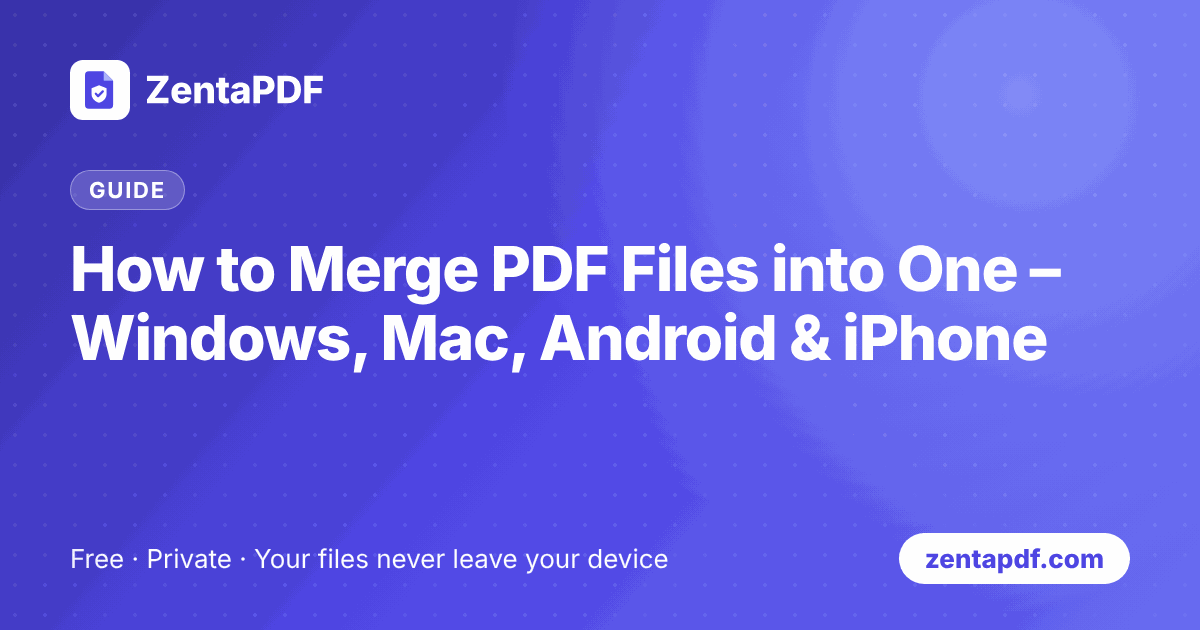 ZentaPDF
GUIDE
How to Merge PDF Files into One –
Windows, Mac, Android & iPhone
Free · Private · Your files never leave your device
zentapdf.com